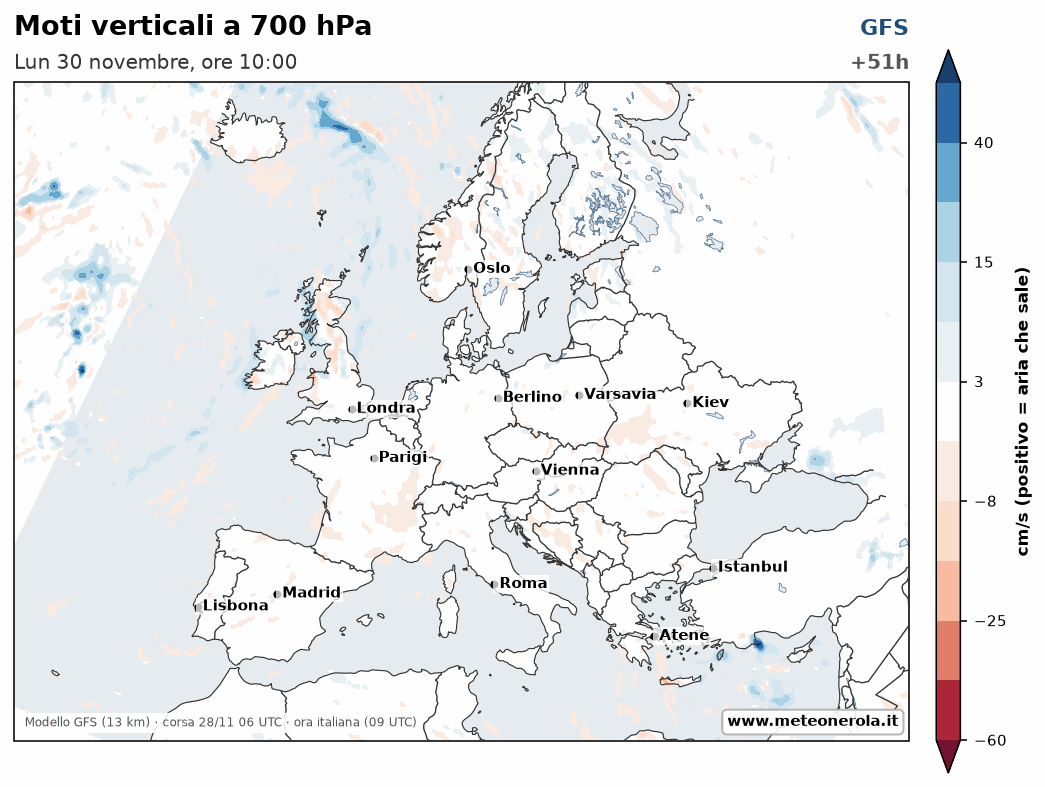 Moti verticali a 700 hPa
GFS
Lun 30 novembre, ore 10:00
+51h
40
15
3
−8
−25
−60
cm/s (positivo = aria che sale)
Oslo
Londra
Berlino
Varsavia
Kiev
Parigi
Vienna
Istanbul
Roma
Madrid
Lisbona
Atene
Modello GFS (13 km) · corsa 28/11 06 UTC · ora italiana (09 UTC)
www.meteonerola.it